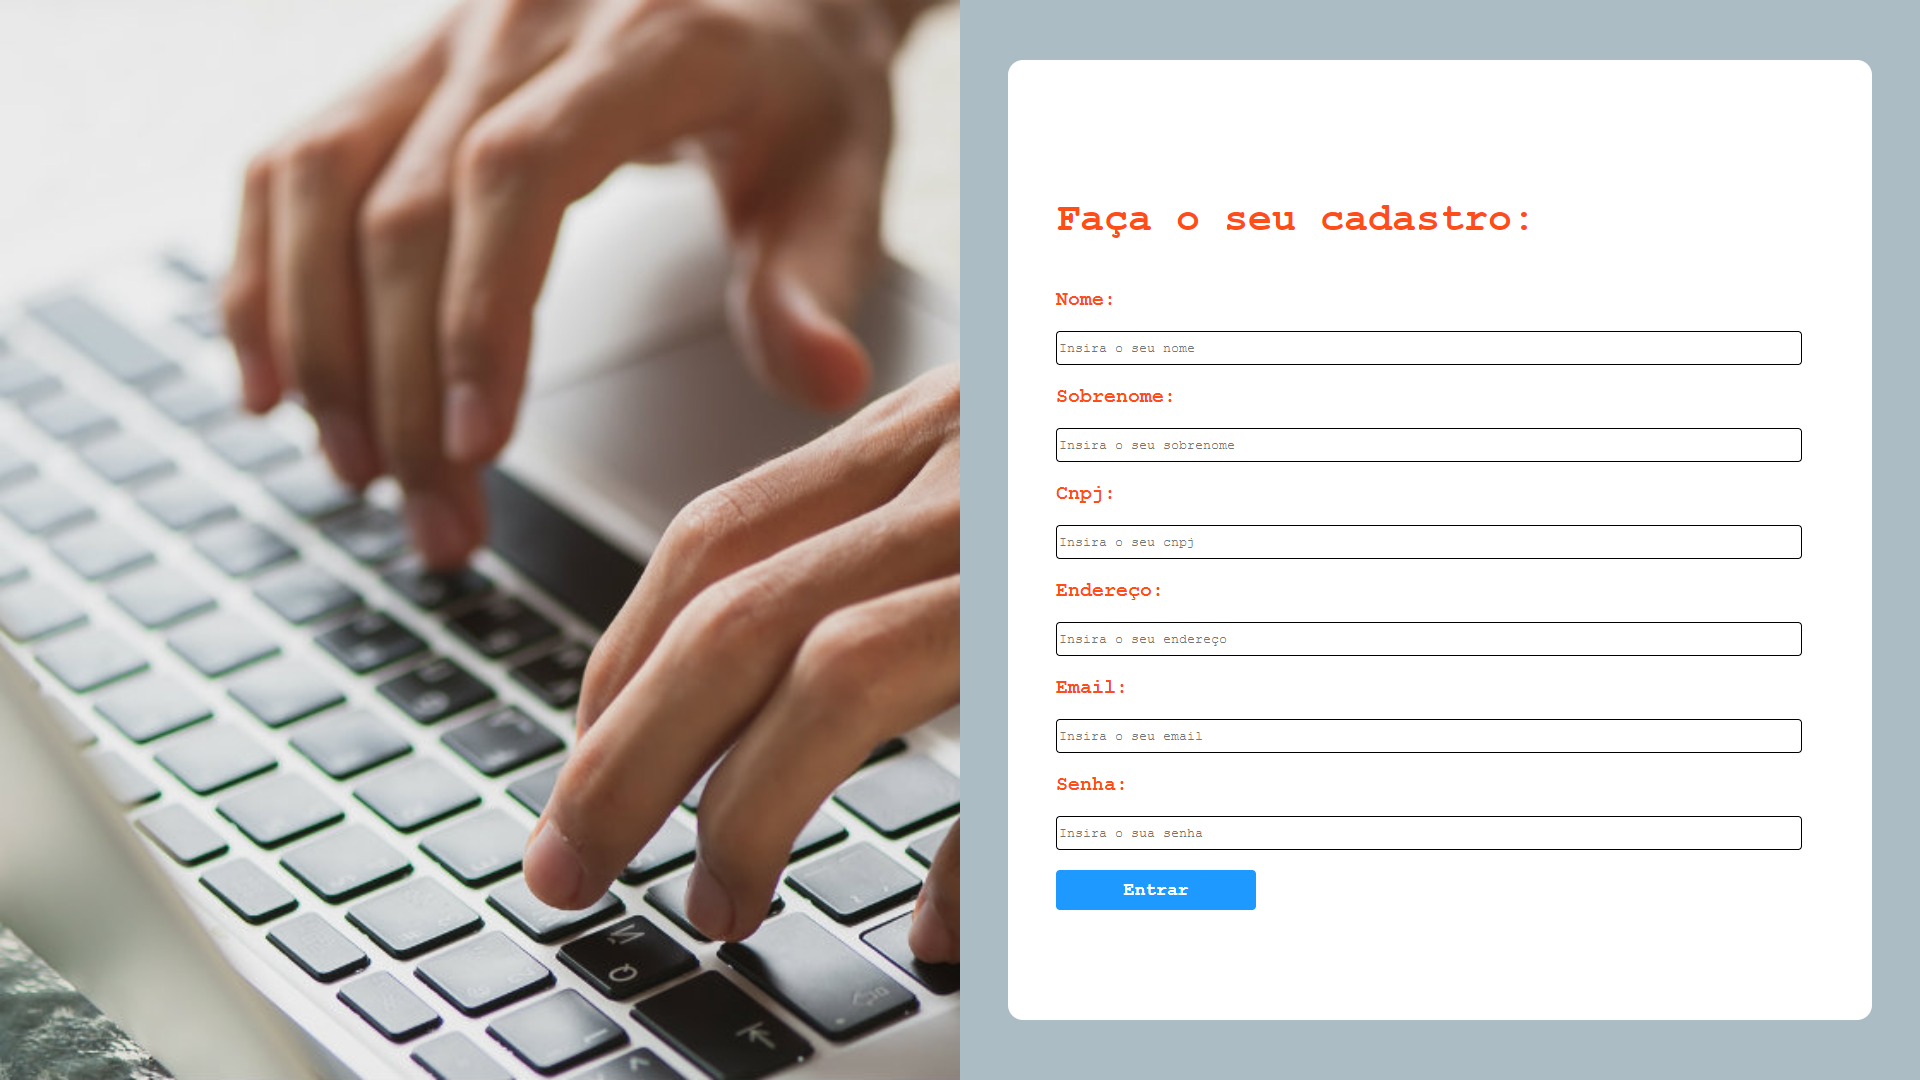 Faça o seu cadastro:
Nome:
Insira o seu nome
Sobrenome:
Insira o seu sobrenome
Cnpj:
Insira o seu cnpj
Endereço:
Insira o seu endereço
Email:
Insira o seu email
Senha:
Insira o sua senha
Entrar
Й
Q